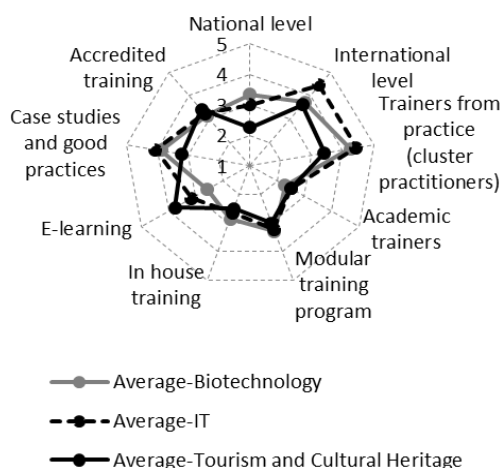 National level
5
4
3
2
1
International
level
Trainers from
practice
(cluster
practitioners)
Academic
trainers
Modular
training
program
In house
training
E-learning
Case studies
and good
practices
Accredited
training
Average-Biotechnology
Average-IT
Average-Tourism and Cultural Heritage